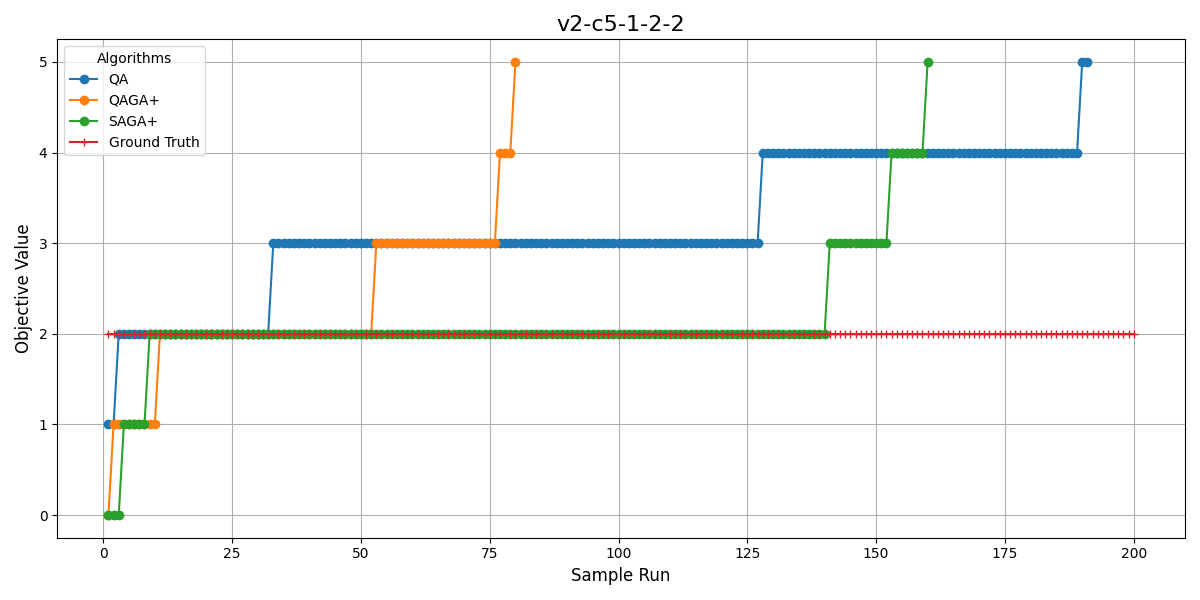 v2-c5-1-2-2
Algorithms
QA
QAGA+
SAGA+
Ground Truth
Objective Value
5
4
3
2
1
0
0 25 50 75 100 125 150 175 200
Sample Run